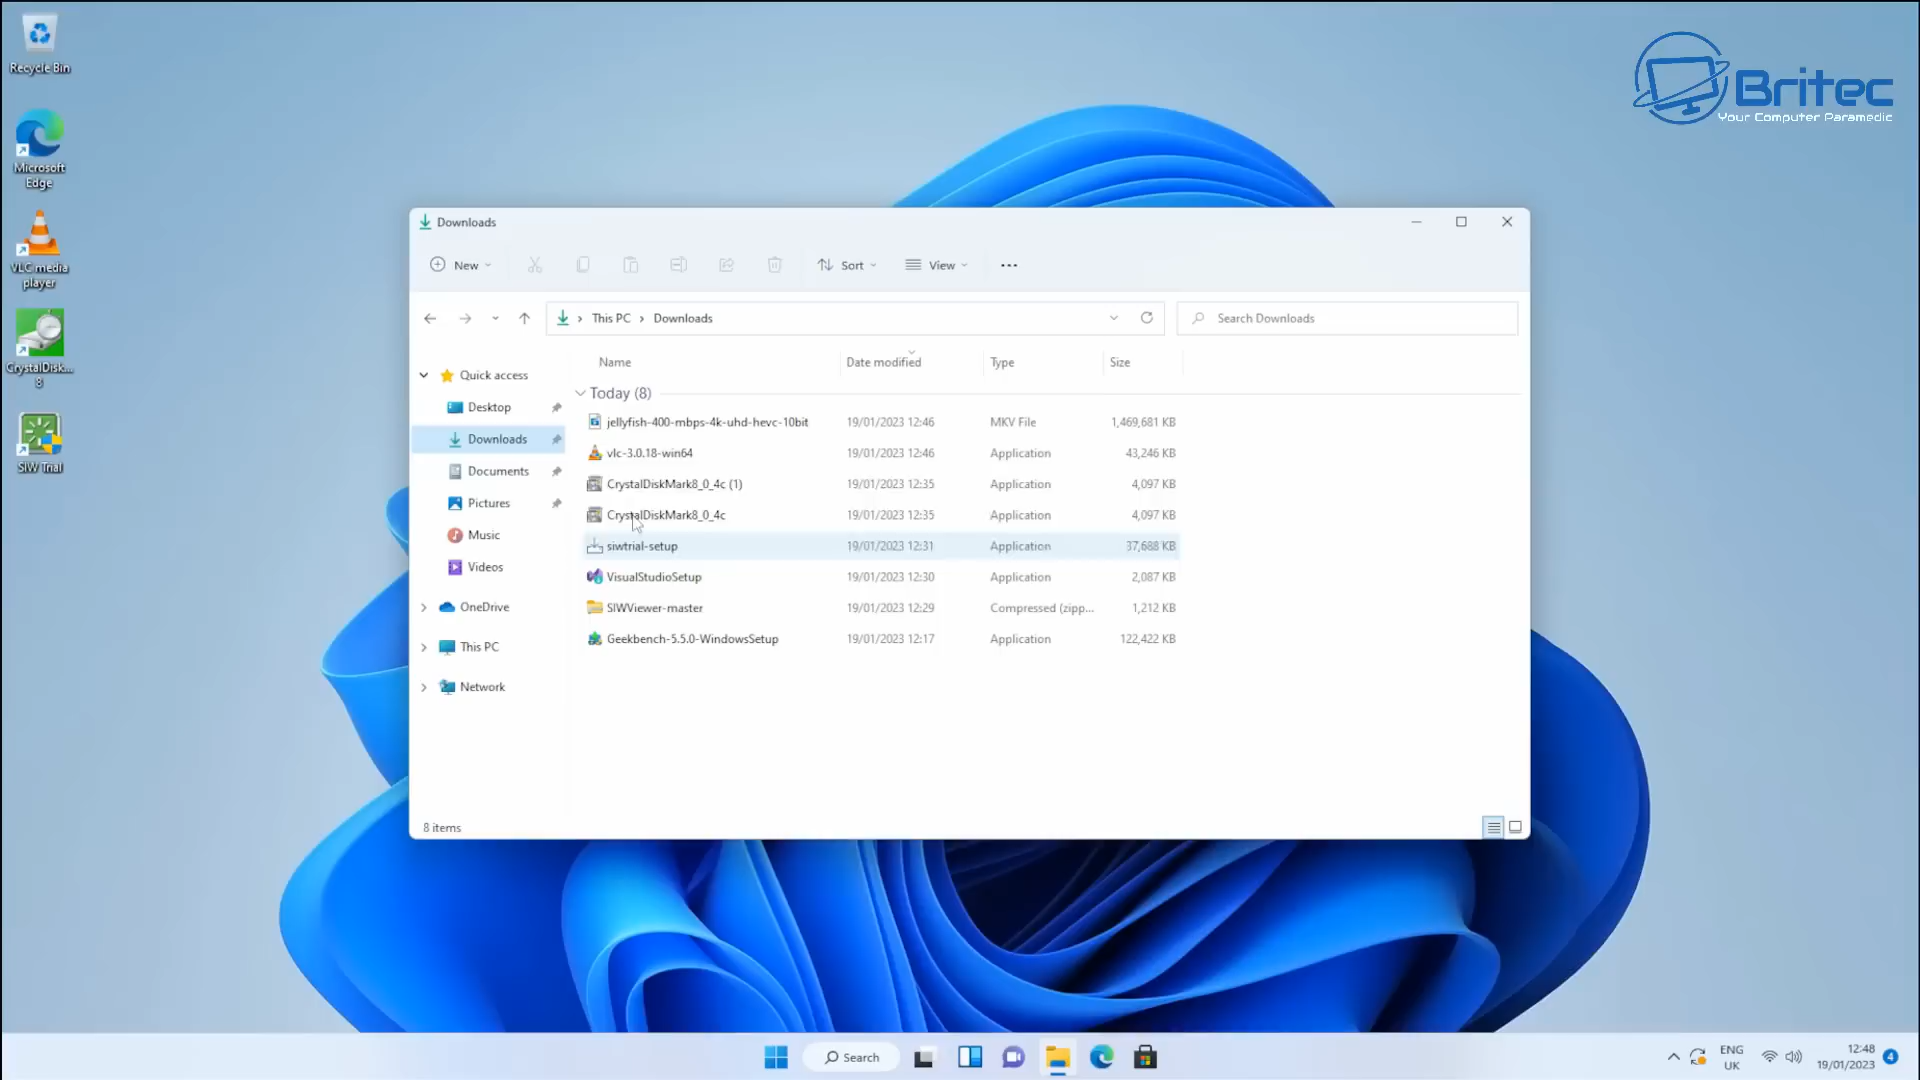 Recycle Bin
Microsoft
Edge
VLC media
player
CrystalDisk...
8
SIW Trial
Britec
Your Computer Paramedic
Downloads
New
Sort
View
This PC
Downloads
Search Downloads
Name
Date modified
Type
Size
Quick access
Desktop
Downloads
Documents
Pictures
Music
Videos
OneDrive
This PC
Network
Today (8)
jellyfish-400-mbps-4k-uhd-hevc-10bit 19/01/2023 12:46 MKV File 1,469,681 KB
vlc-3.0.18-win64 19/01/2023 12:46 Application 43,246 KB
CrystalDiskMark8_0_4c (1) 19/01/2023 12:35 Application 4,097 KB
CrystalDiskMark8_0_4c 19/01/2023 12:35 Application 4,097 KB
siwtrial-setup 19/01/2023 12:31 Application 37,688 KB
VisualStudioSetup 19/01/2023 12:30 Application 2,087 KB
SIWViewer-master 19/01/2023 12:29 Compressed (zipp... 1,212 KB
Geekbench-5.5.0-WindowsSetup 19/01/2023 12:17 Application 122,422 KB
8 items
Search
ENG
UK
12:48
19/01/2023
4